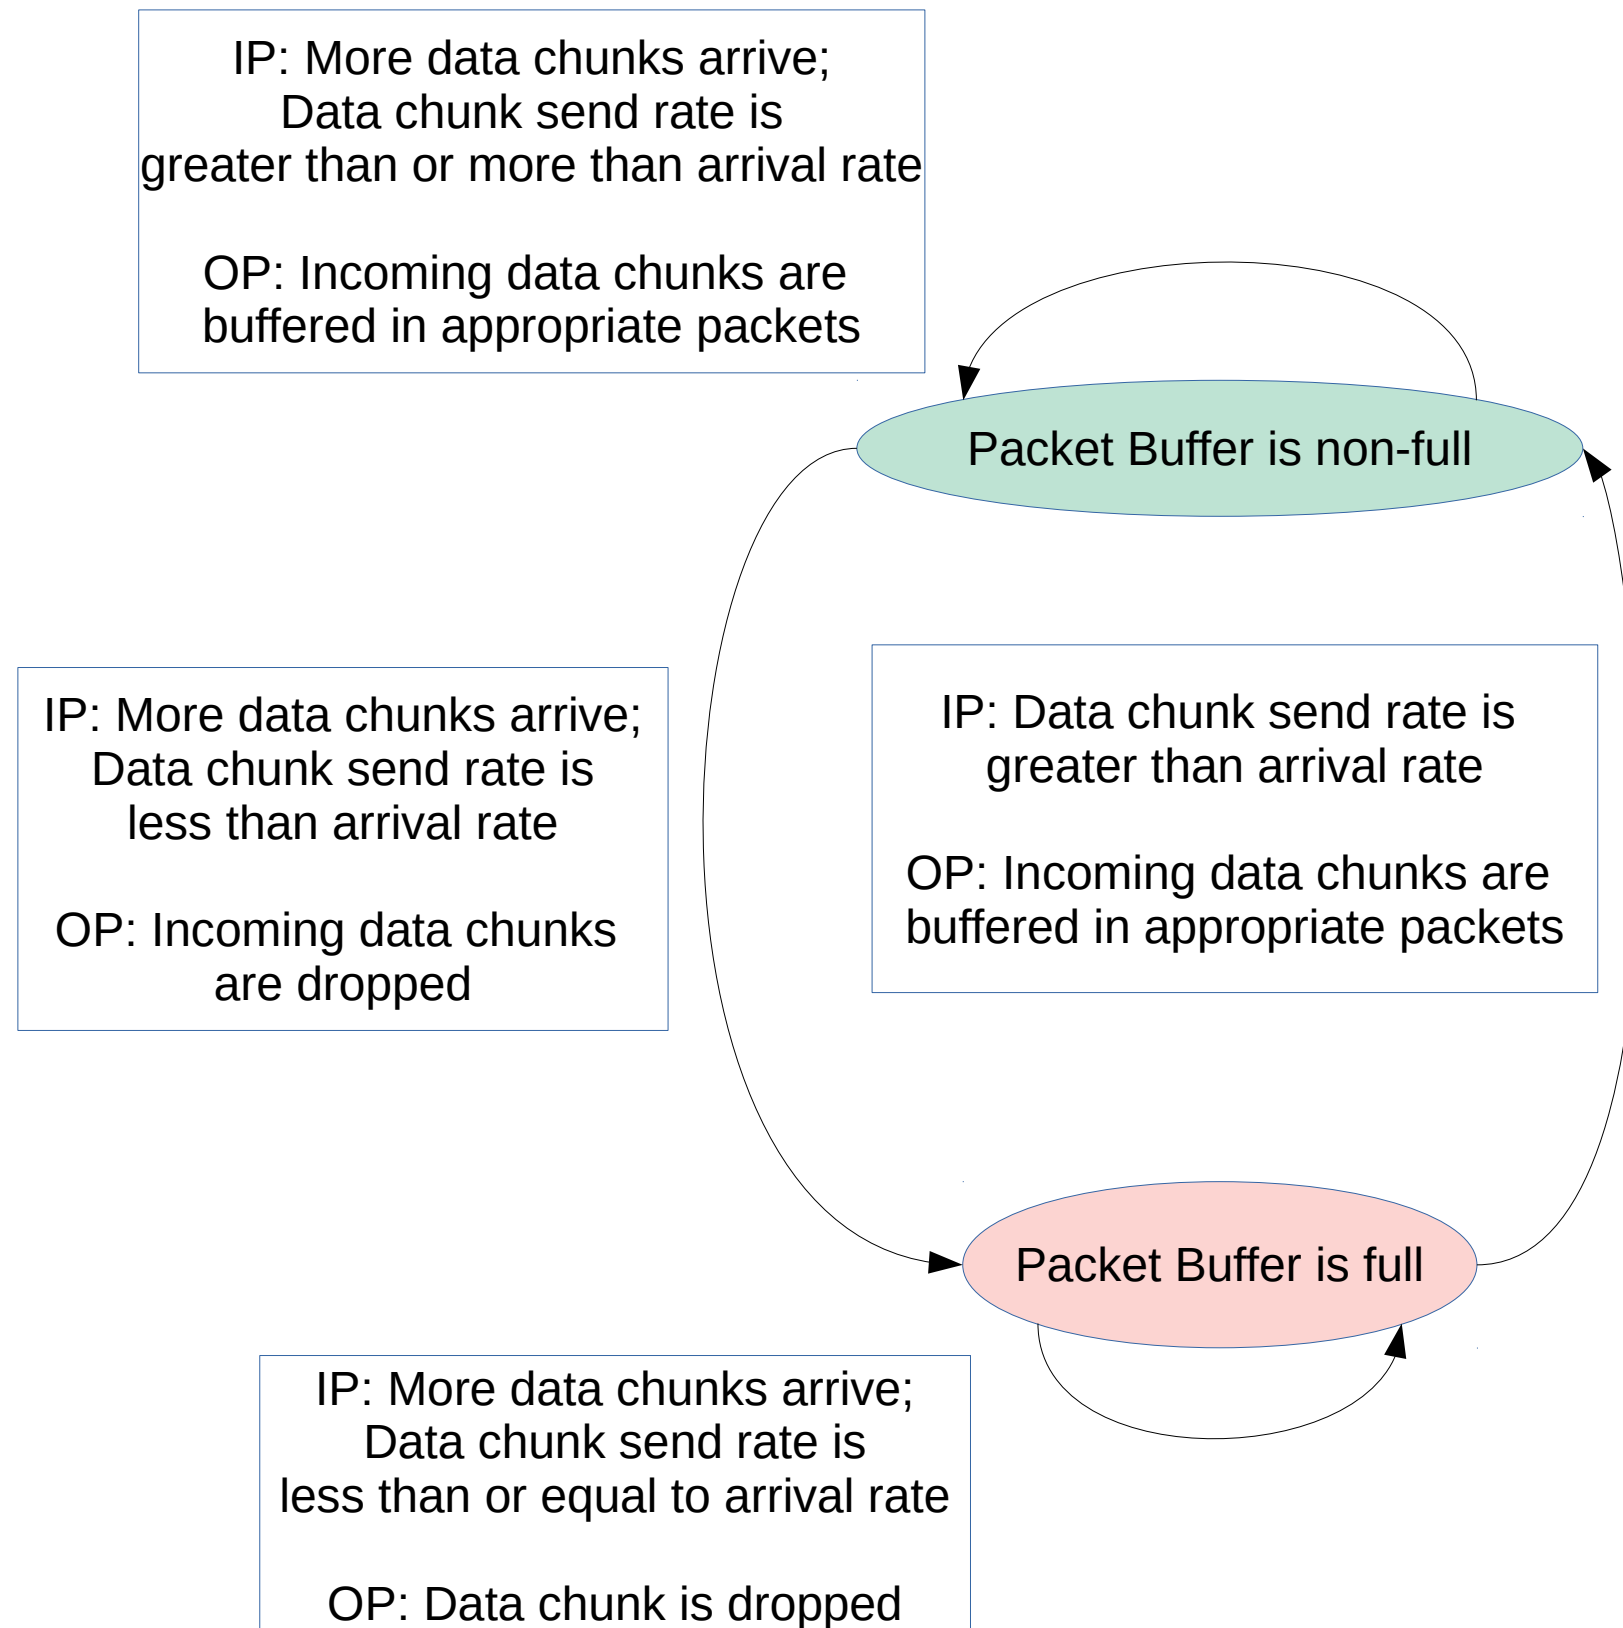 IP: More data chunks arrive;
Data chunk send rate is
greater than or more than arrival rate
OP: Incoming data chunks are
buffered in appropriate packets
Packet Buffer is non-full
IP: More data chunks arrive;
Data chunk send rate is
less than arrival rate
OP: Incoming data chunks
are dropped
IP: Data chunk send rate is
greater than arrival rate
OP: Incoming data chunks are
buffered in appropriate packets
Packet Buffer is full
IP: More data chunks arrive;
Data chunk send rate is
less than or equal to arrival rate
OP: Data chunk is dropped